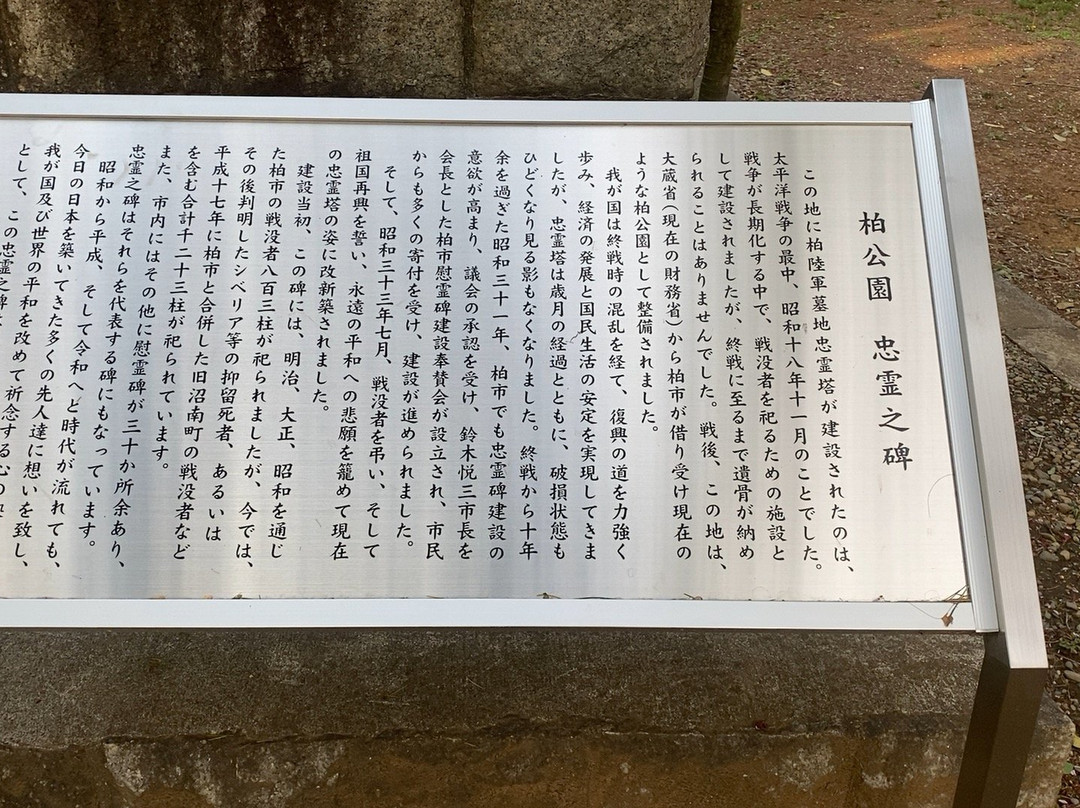 柏公園　忠霊之碑
この地に柏陸軍墓地忠霊塔が建設されたのは、
太平洋戦争の最中、昭和十八年十一月のことでした。
戦争が長期化する中で、戦没者を祀るための施設と
して建設されましたが、終戦に至るまで遺骨が納め
られることはありませんでした。戦後、この地は、
大蔵省（現在の財務省）から柏市が借り受け現在の
ような柏公園として整備されました。
我が国は終戦時の混乱を経て、復興の道を力強く
歩み、経済の発展と国民生活の安定を実現してきま
したが、忠霊塔は歳月の経過とともに、破損状態も
ひどくなり見る影もなくなりました。終戦から十年
余を過ぎた昭和三十一年、柏市でも忠霊碑建設の
意欲が高まり、議会の承認を受け、鈴木悦三市長を
会長とした柏市慰霊碑建設奉賛会が設立され、市民
からも多くの寄付を受け、建設が進められました。
そして、昭和三十三年七月、戦没者を弔い、そして
祖国再興を誓い、永遠の平和への悲願を籠めて現在
の忠霊塔の姿に改新築されました。
建設当初、この碑には、明治、大正、昭和を通じ
た柏市の戦没者八百三柱が祀られましたが、今では、
その後判明したシベリア等の抑留死者、あるいは
平成十七年に柏市と合併した旧沼南町の戦没者など
を含む合計千二十三柱が祀られています。
また、市内にはその他に慰霊碑が三十か所余あり、
忠霊之碑はそれらを代表する碑にもなっています。
昭和から平成、そして令和へと時代が流れても、
今日の日本を築いてきた多くの先人達に想いを致し、
我が国及び世界の平和を改めて祈念する心の
として、この忠霊之碑